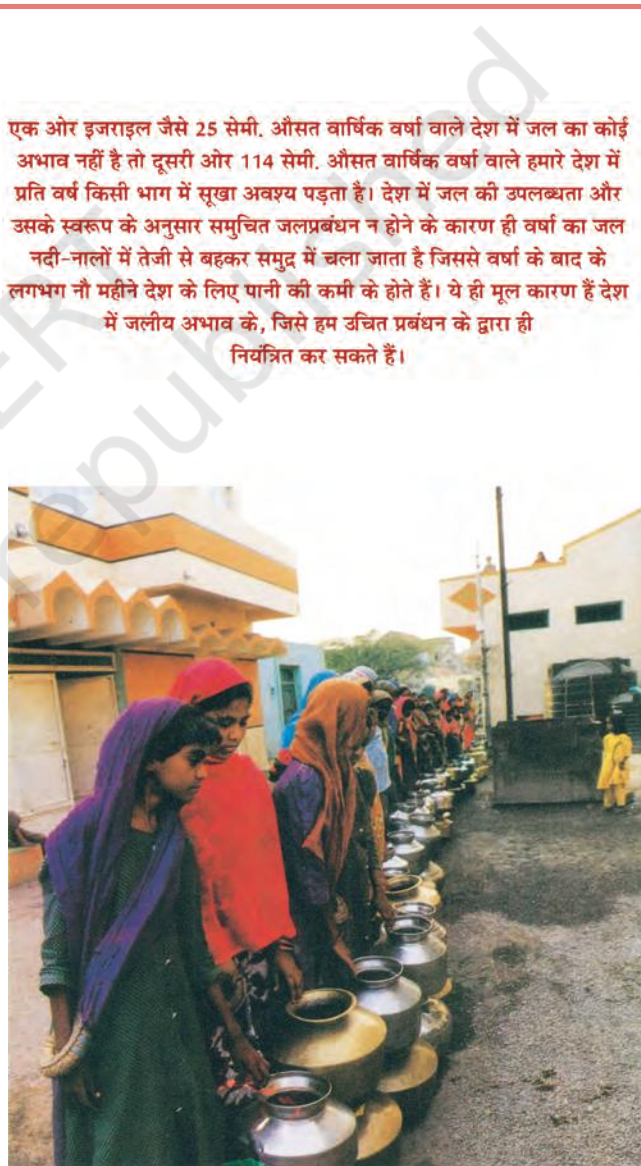 एक ओर इजराइल जैसे 25 सेमी. औसत वार्षिक वर्षा वाले देश में जल का कोई
अभाव नहीं है तो दूसरी ओर 114 सेमी. औसत वार्षिक वर्षा वाले हमारे देश में
प्रति वर्ष किसी भाग में सूखा अवश्य पड़ता है। देश में जल की उपलब्धता और
उसके स्वरूप के अनुसार समुचित जलप्रबंधन न होने के कारण ही वर्षा का जल
नदी-नालों में तेजी से बहकर समुद्र में चला जाता है जिससे वर्षा के बाद के
लगभग नौ महीने देश के लिए पानी की कमी के होते हैं। ये ही मूल कारण हैं देश
में जलीय अभाव के, जिसे हम उचित प्रबंधन के द्वारा ही
नियंत्रित कर सकते हैं।
republished